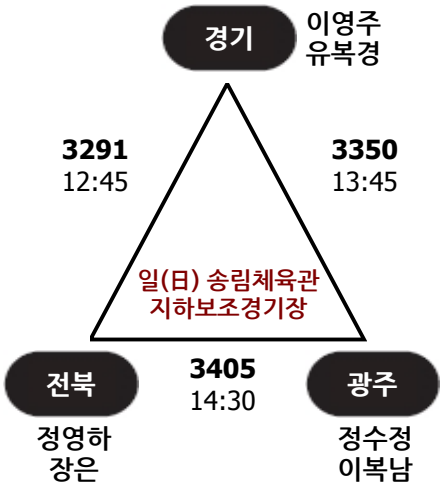 경기
이영주
유복경
3291
12:45
3350
13:45
일(日) 송림체육관
지하보조경기장
전북
3405
14:30
광주
정영하
장은
정수정
이복남